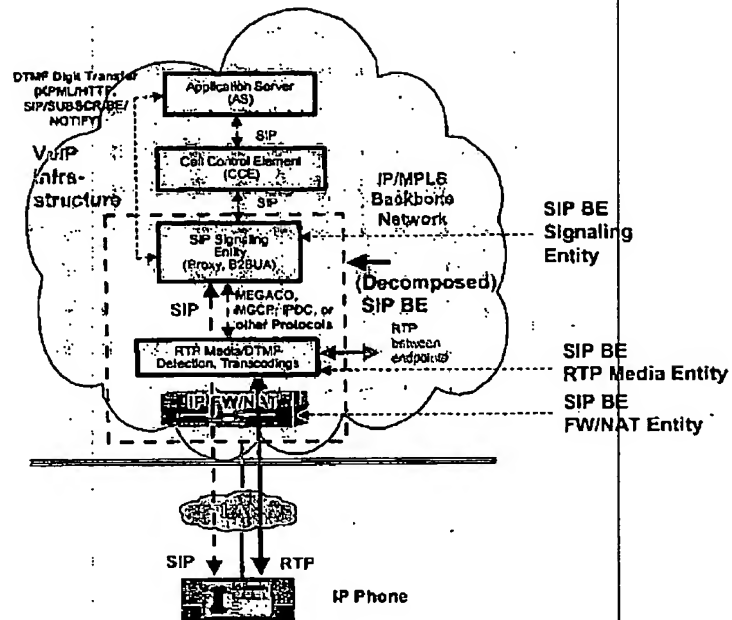 DTMF Digit Transfer
(KPML/HTTP,
SIP/SUBSCRIBE/
NOTIFY)
VoIP
Infra-
structure
Application Server
(AS)
SIP
Call Control Element
(CCE)
SIP
IP/MPLS
Backbone
Network
SIP Signaling
Entity
(Proxy, B2BUA)
SIP BE
Signaling
Entity
(Decomposed)
SIP BE
SIP
MEGACO,
MGCP, IPDC, or
other Protocols
RTP
between
endpoints
RTP Media/DTMF
Detection, Transcodings
SIP BE
RTP Media Entity
IP FW/NAT
SIP BE
FW/NAT Entity
LAN
SIP
RTP
IP Phone